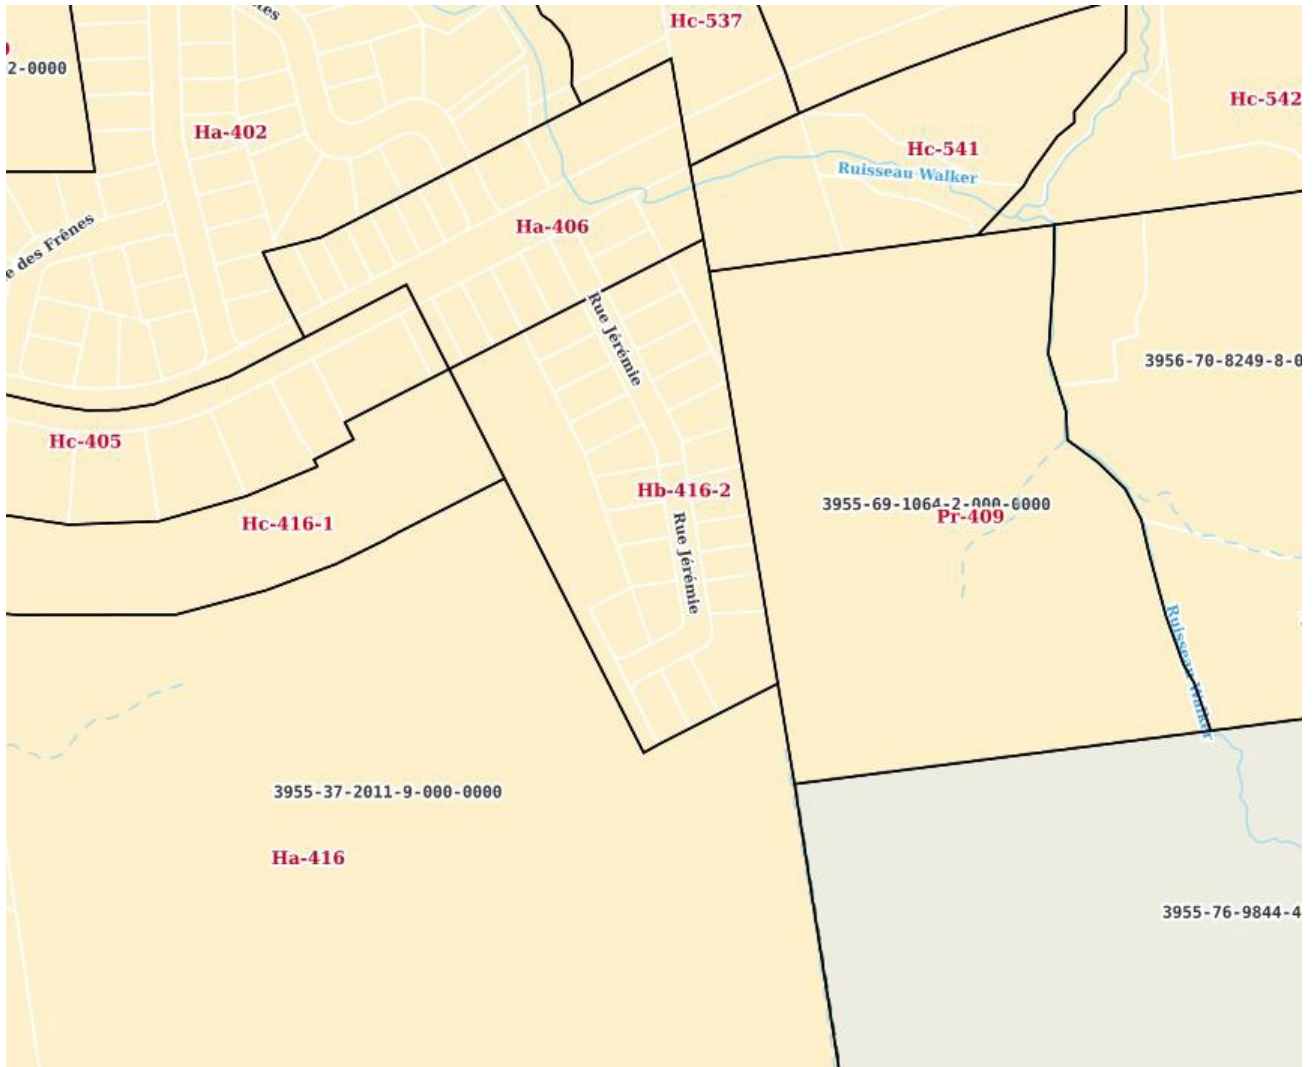 Hc-537
2-0000
Hc-542
Ha-402
Hc-541
Ruisseau Walker
Ha-406
e des Frênes
Rue Jérémie
3956-70-8249-8-0
Hc-405
Hb-416-2
3955-69-1064-2-000-0000
Pr-409
Hc-416-1
Rue Jérémie
Ruisseau Walker
3955-37-2011-9-000-0000
Ha-416
3955-76-9844-4